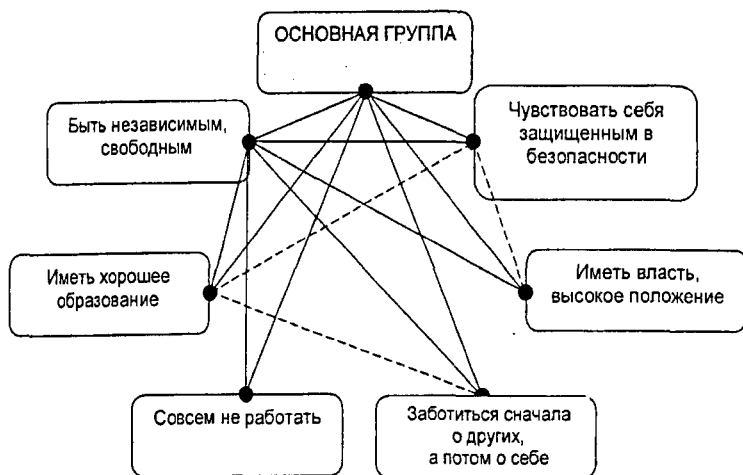 ОСНОВНАЯ ГРУППА
Быть независимым,
свободным
Чувствовать себя
защищенным в
безопасности
Иметь хорошее
образование
Иметь власть,
высокое положение
Совсем не работать
Заботиться сначала
о других,
а потом о себе